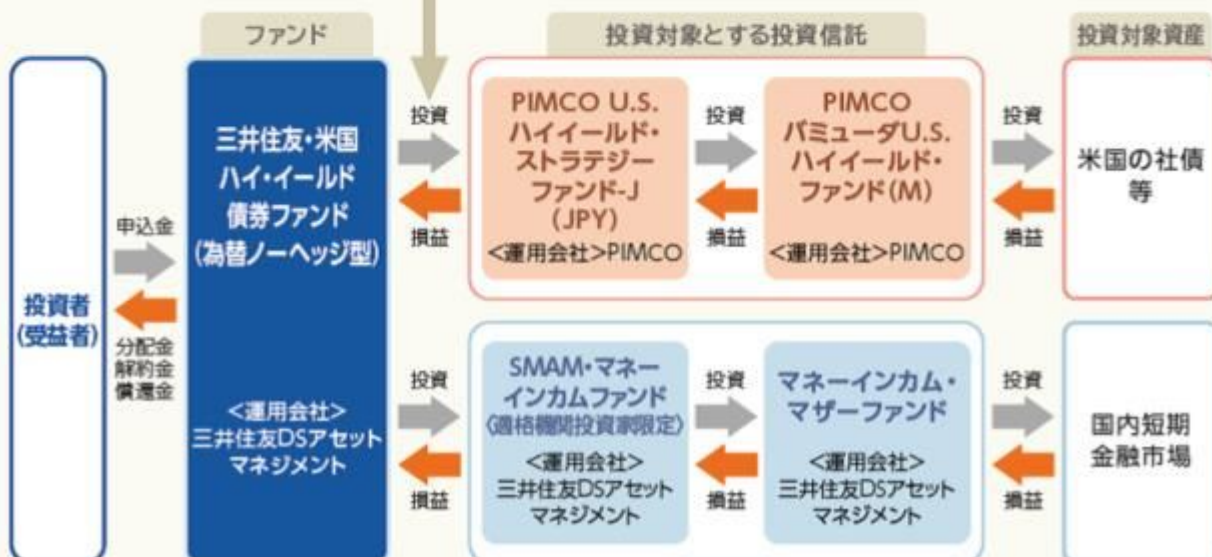 ファンド
投資対象とする投資信託
投資対象資産
投資者
(受益者)
申込金
分配金
解約金
償還金
三井住友・米国
ハイ・イールド
債券ファンド
(為替ノーヘッジ型)
<運用会社>
三井住友DSアセット
マネジメント
投資
損益
PIMCO U.S.
ハイイールド・
ストラテジー
ファンド-J
(JPY)
<運用会社>PIMCO
投資
損益
PIMCO
バミューダU.S.
ハイイールド・
ファンド(M)
<運用会社>PIMCO
投資
損益
米国の社債
等
投資
損益
SMAM・マネー
インカムファンド
(適格機関投資家限定)
<運用会社>
三井住友DSアセット
マネジメント
投資
損益
マネーインカム・
マザーファンド
<運用会社>
三井住友DSアセット
マネジメント
投資
損益
国内短期
金融市場